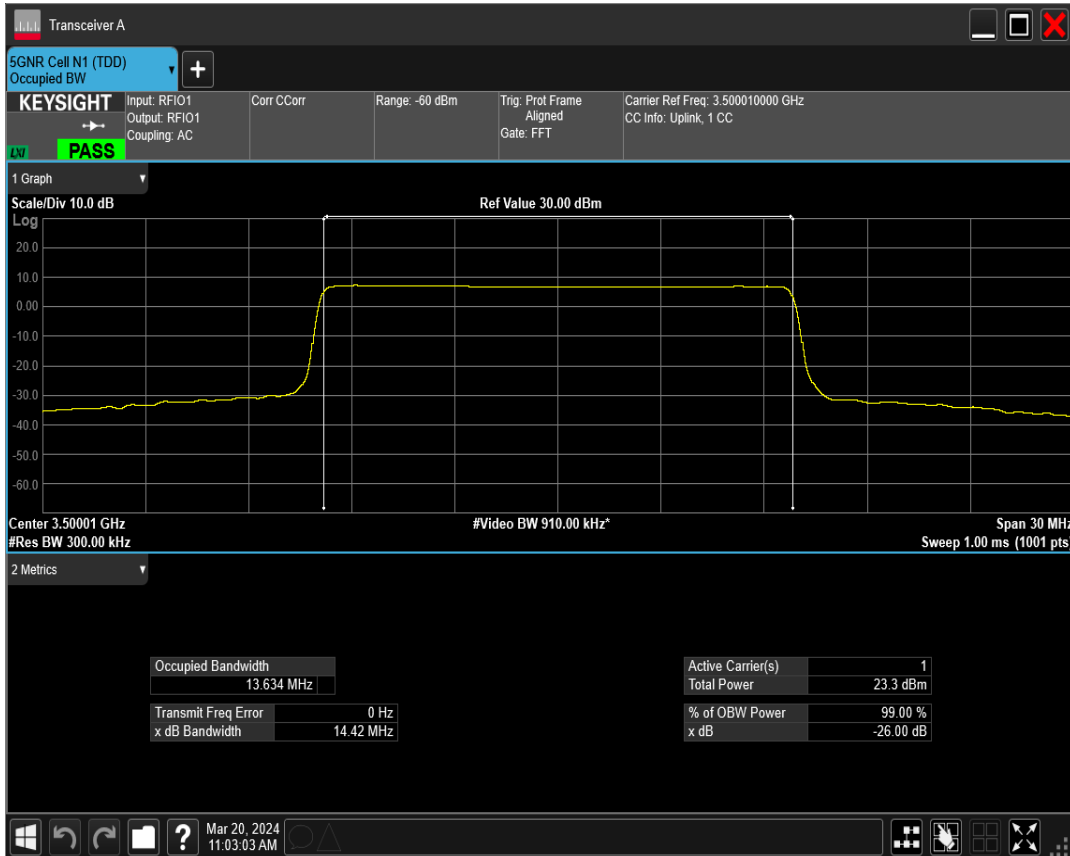 Transceiver A
5GNR Cell N1 (TDD)
Occupied BW
+
KEYSIGHT
LXI
PASS
Input: RFIO1
Output: RFIO1
Coupling: AC
Corr CCorr
Range: -60 dBm
Trig: Prot Frame
Aligned
Gate: FFT
Carrier Ref Freq: 3.500010000 GHz
CC Info: Uplink, 1 CC
1 Graph
Scale/Div 10.0 dB
Ref Value 30.00 dBm
Log
20.0
10.0
0.00
-10.0
-20.0
-30.0
-40.0
-50.0
-60.0
Center 3.50001 GHz
#Video BW 910.00 kHz*
Span 30 MHz
#Res BW 300.00 kHz
Sweep 1.00 ms (1001 pts)
2 Metrics
Occupied Bandwidth
13.634 MHz
Transmit Freq Error 0 Hz
x dB Bandwidth 14.42 MHz
Active Carrier(s) 1
Total Power 23.3 dBm
% of OBW Power 99.00 %
x dB -26.00 dB
?
Mar 20, 2024
11:03:03 AM